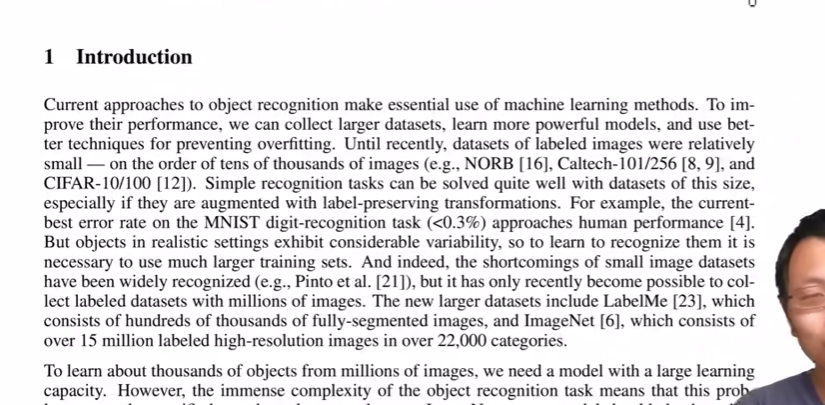 1 Introduction
Current approaches to object recognition make essential use of machine learning methods. To im-
prove their performance, we can collect larger datasets, learn more powerful models, and use bet-
ter techniques for preventing overfitting. Until recently, datasets of labeled images were relatively
small — on the order of tens of thousands of images (e.g., NORB [16], Caltech-101/256 [8, 9], and
CIFAR-10/100 [12]). Simple recognition tasks can be solved quite well with datasets of this size,
especially if they are augmented with label-preserving transformations. For example, the current-
best error rate on the MNIST digit-recognition task (<0.3%) approaches human performance [4].
But objects in realistic settings exhibit considerable variability, so to learn to recognize them it is
necessary to use much larger training sets. And indeed, the shortcomings of small image datasets
have been widely recognized (e.g., Pinto et al. [21]), but it has only recently become possible to col-
lect labeled datasets with millions of images. The new larger datasets include LabelMe [23], which
consists of hundreds of thousands of fully-segmented images, and ImageNet [6], which consists of
over 15 million labeled high-resolution images in over 22,000 categories.
To learn about thousands of objects from millions of images, we need a model with a large learning
capacity. However, the immense complexity of the object recognition task means that this prob-